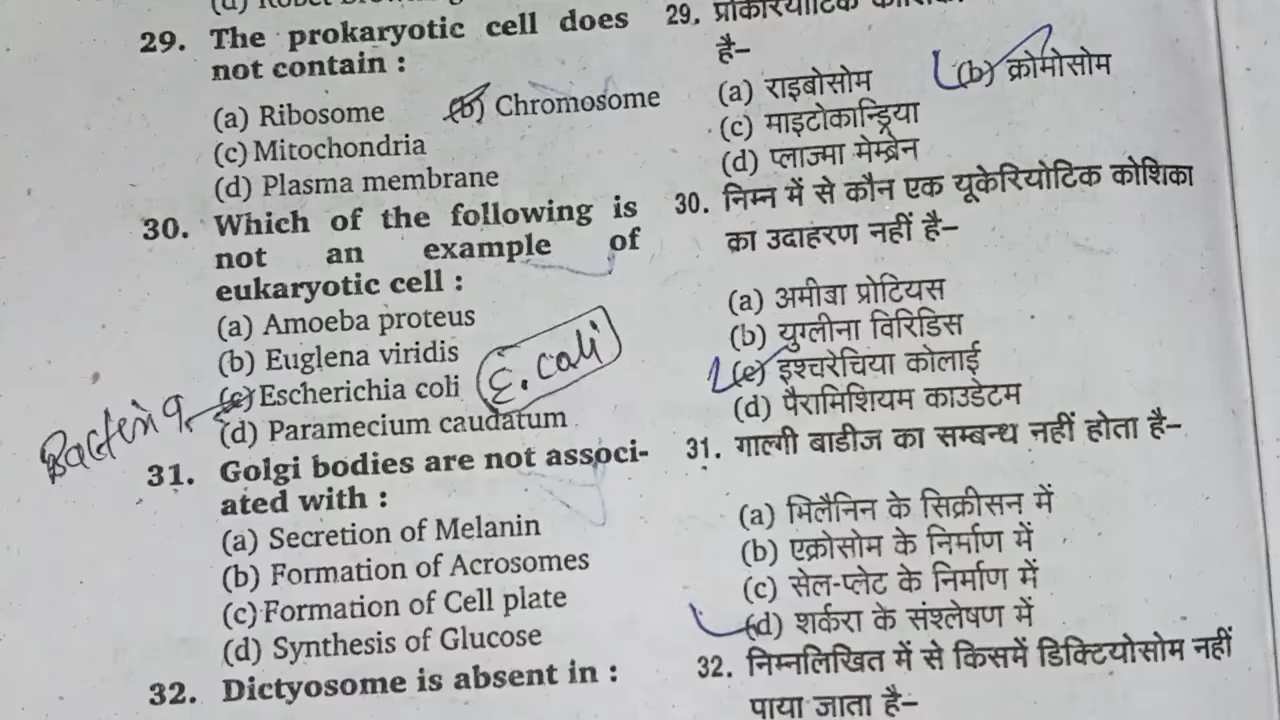 29. The prokaryotic cell does
not contain :
(a) Ribosome (b) Chromosome
(c) Mitochondria
(d) Plasma membrane
30. Which of the following is
not an example of
eukaryotic cell :
(a) Amoeba proteus
(b) Euglena viridis
(c) Escherichia coli E. coli
Bacteria
(d) Paramecium caudatum
31. Golgi bodies are not associ-
ated with :
(a) Secretion of Melanin
(b) Formation of Acrosomes
(c) Formation of Cell plate
(d) Synthesis of Glucose
32. Dictyosome is absent in :
29.
है–
(a) राइबोसोम (b) क्रोमोसोम
(c) माइटोकान्ड्रिया
(d) प्लाज्मा मेम्ब्रेन
30. निम्न में से कौन एक यूकेरियोटिक कोशिका
का उदाहरण नहीं है–
(a) अमीबा प्रोटियस
(b) युग्लीना विरिडिस
(c) इश्चरेचिया कोलाई
(d) पैरामिशियम काउडेटम
31. गाल्गी बाडीज का सम्बन्ध नहीं होता है–
(a) मिलैनिन के सिक्रीसन में
(b) एक्रोसोम के निर्माण में
(c) सेल-प्लेट के निर्माण में
(d) शर्करा के संश्लेषण में
32. निम्नलिखित में से किसमें डिक्टियोसोम नहीं
पाया जाता है–